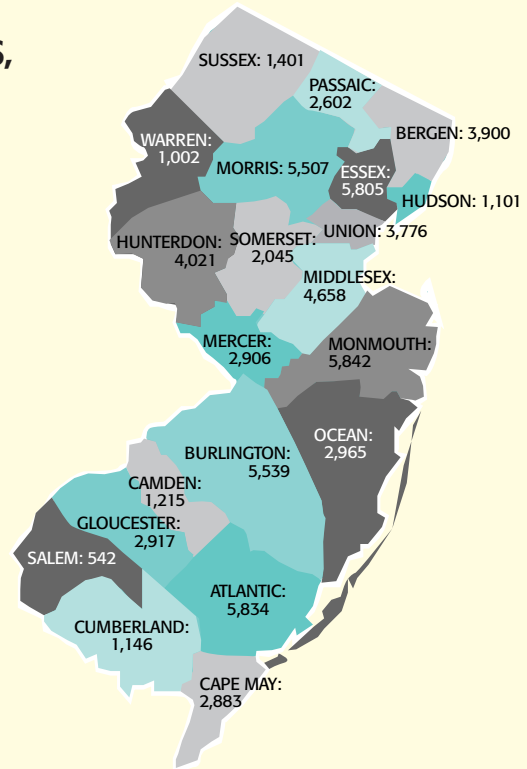 S,
SUSSEX: 1,401
PASSAIC:
2,602
BERGEN: 3,900
WARREN:
1,002
MORRIS: 5,507
ESSEX:
5,805
HUDSON: 1,101
UNION: 3,776
HUNTERDON:
4,021
SOMERSET:
2,045
MIDDLESEX:
4,658
MERCER:
2,906
MONMOUTH:
5,842
OCEAN:
2,965
BURLINGTON:
5,539
CAMDEN:
1,215
GLOUCESTER:
2,917
SALEM: 542
ATLANTIC:
5,834
CUMBERLAND:
1,146
CAPE MAY:
2,883